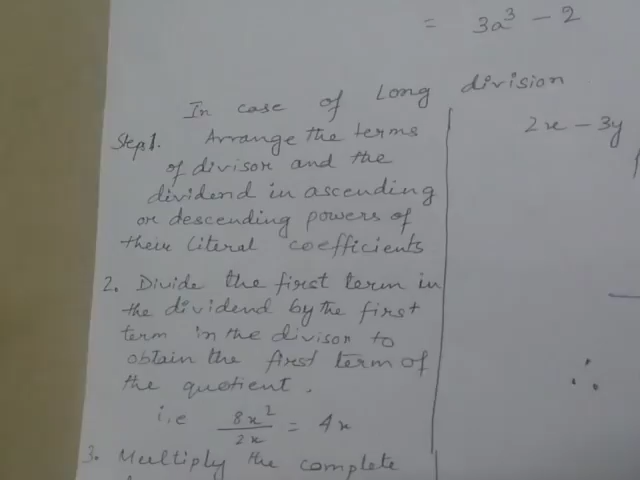 = 3a³ - 2
In case of Long division
Step 1. Arrange the terms
of divisor and the
dividend in ascending
or descending powers of
their literal coefficients
2. Divide the first term in
the dividend by the first
term in the divisor to
obtain the first term of
the quotient.
i.e 8x²/2x = 4x
3. Multiply the complete
2x - 3y
∴